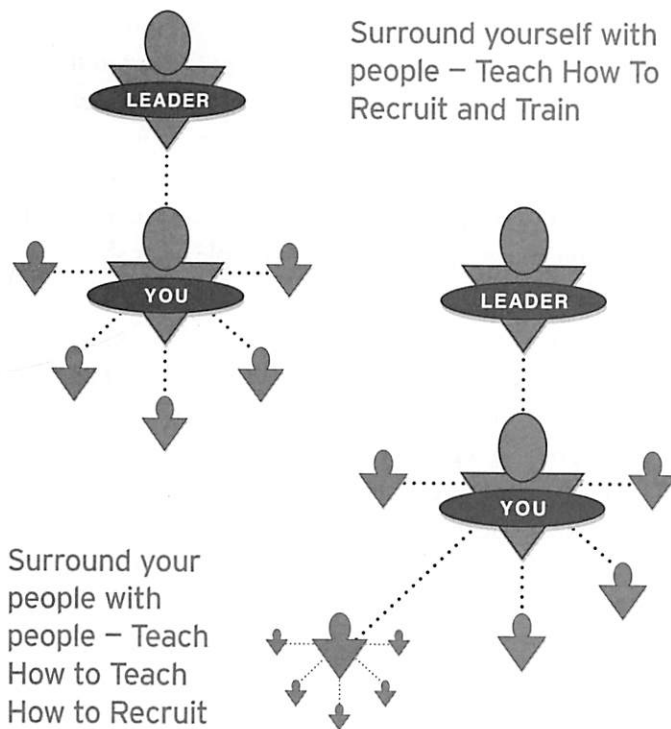 Surround yourself with
people – Teach How To
Recruit and Train
LEADER
YOU
LEADER
YOU
Surround your
people with
people – Teach
How to Teach
How to Recruit